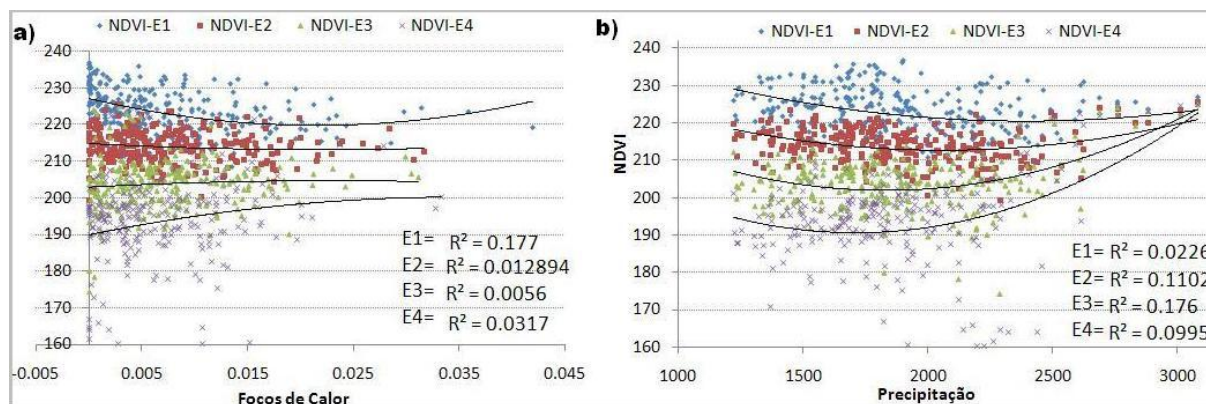 a)
NDVI-E1 NDVI-E2 NDVI-E3 NDVI-E4
240
230
220
210
200
190
180
170
160
-0.005 0.005 0.015 0.025 0.035 0.045
Focos de Calor
E1= R² = 0.177
E2= R² = 0.012894
E3= R² = 0.0056
E4= R² = 0.0317
b)
NDVI-E1 NDVI-E2 NDVI-E3 NDVI-E4
NDVI
240
230
220
210
200
190
180
170
160
1000 1500 2000 2500 3000
Precipitação
E1= R² = 0.0226
E2= R² = 0.1102
E3= R² = 0.176
E4= R² = 0.0995